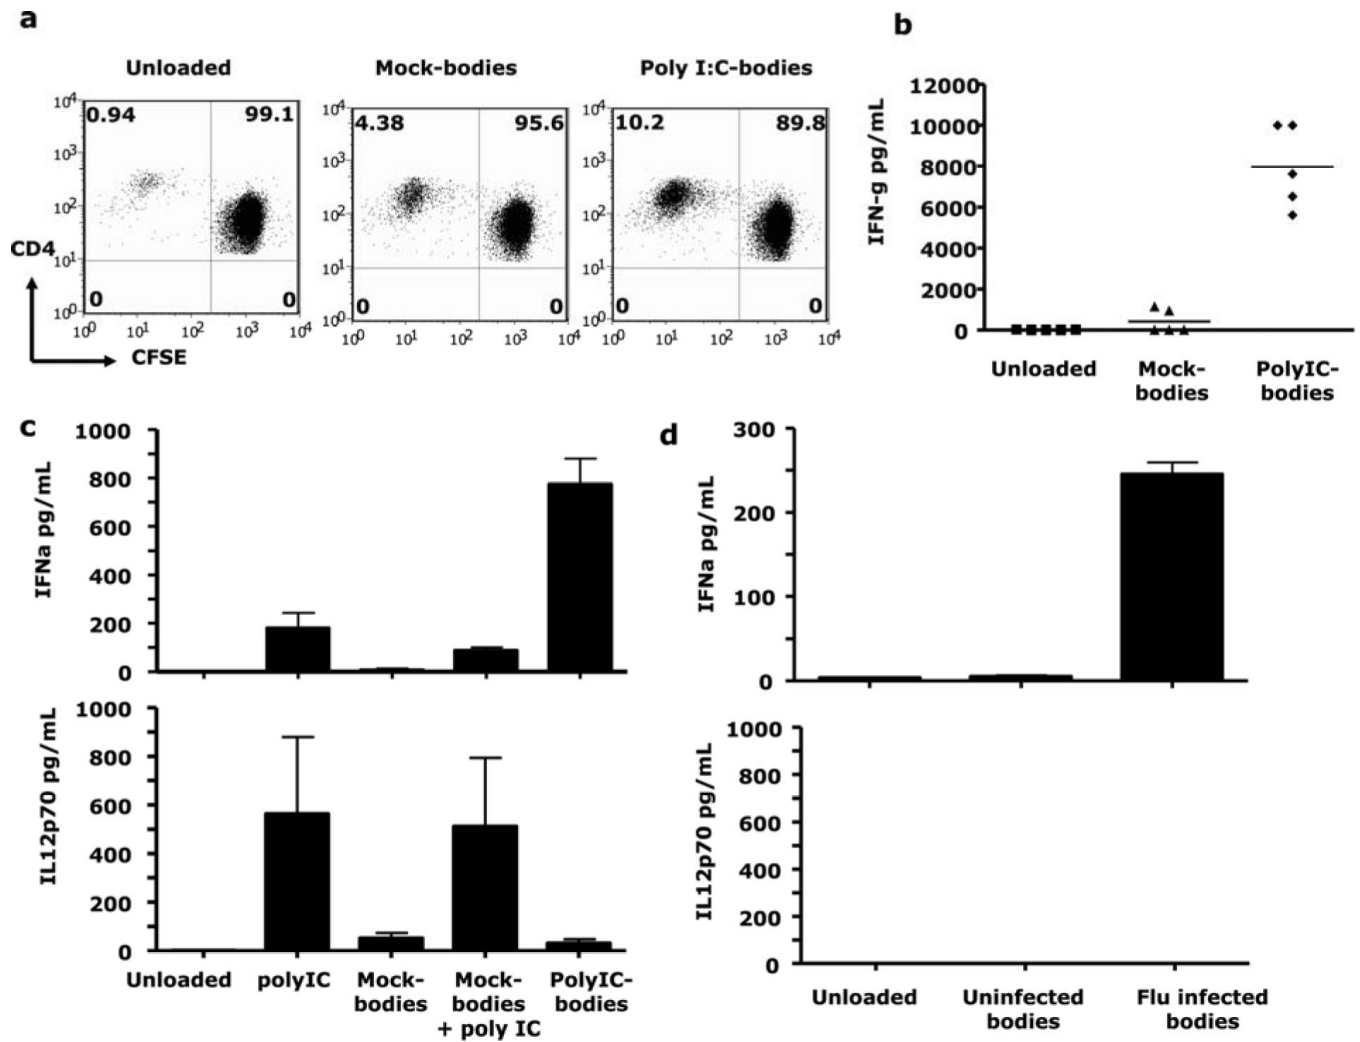 a
Unloaded
Mock-bodies
Poly I:C-bodies
10^4
10^3
10^2
10^1
10^0
0.94
99.1
0
0
10^0
10^1
10^2
10^3
10^4
10^4
10^3
10^2
10^1
10^0
4.38
95.6
0
0
10^0
10^1
10^2
10^3
10^4
10^4
10^3
10^2
10^1
10^0
10.2
89.8
0
0
10^0
10^1
10^2
10^3
10^4
CD4
CFSE
b
IFN-g pg/mL
12000
10000
8000
6000
4000
2000
0
Unloaded
Mock-
bodies
PolyIC-
bodies
c
IFNa pg/mL
1000
800
600
400
200
0
IL12p70 pg/mL
1000
800
600
400
200
0
Unloaded
polyIC
Mock-
bodies
Mock-
bodies
+ poly IC
PolyIC-
bodies
d
IFNa pg/mL
300
200
100
0
IL12p70 pg/mL
1000
800
600
400
200
0
Unloaded
Uninfected
bodies
Flu infected
bodies